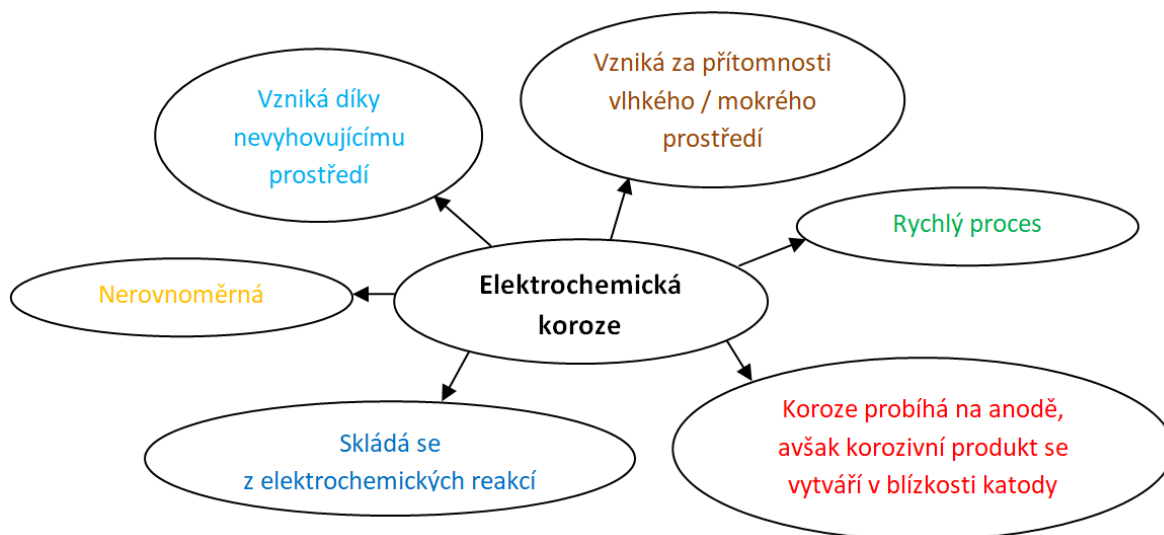 Vzniká díky
nevyhovujícímu
prostředí
Vzniká za přítomnosti
vlhkého / mokrého
prostředí
Rychlý proces
Nerovnoměrná
Elektrochemická
koroze
Skládá se
z elektrochemických reakcí
Koroze probíhá na anodě,
avšak korozivní produkt se
vytváří v blízkosti katody